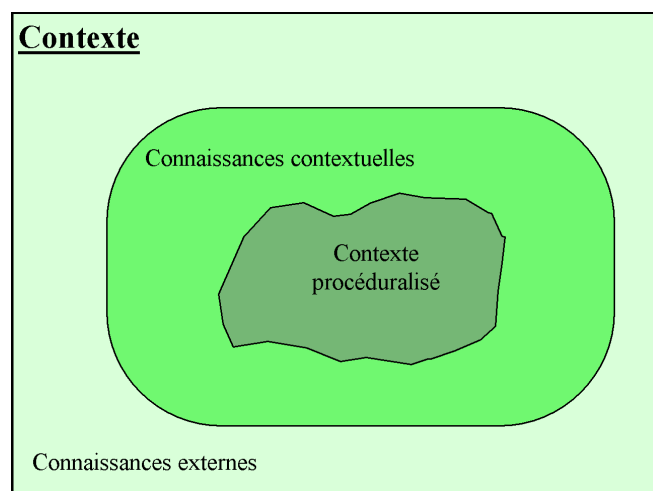 Contexte
Connaissances contextuelles
Contexte
procéduralisé
Connaissances externes